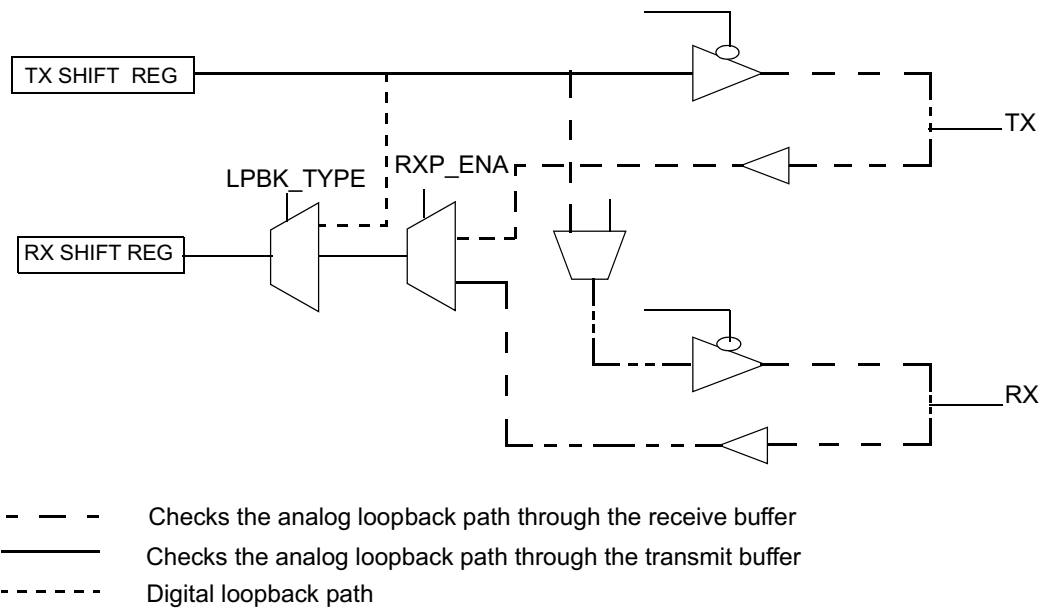 TX SHIFT REG
TX
LPBK_TYPE
RXP_ENA
RX SHIFT REG
RX
Checks the analog loopback path through the receive buffer
Checks the analog loopback path through the transmit buffer
Digital loopback path